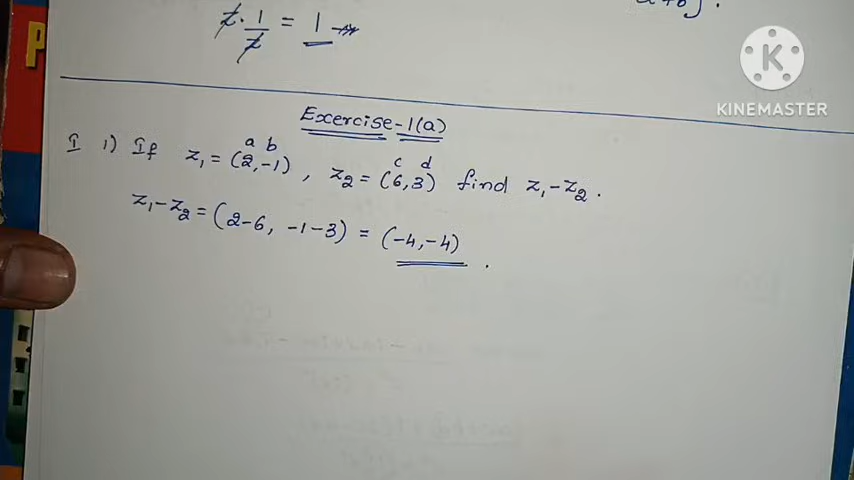 z · 1/z = 1
KINEMASTER
Exercise-1(a)
I 1) If z₁ = (2, -1) , z₂ = (6, 3) find z₁ - z₂ .
a b c d
z₁ - z₂ = (2-6, -1-3) = (-4, -4) .